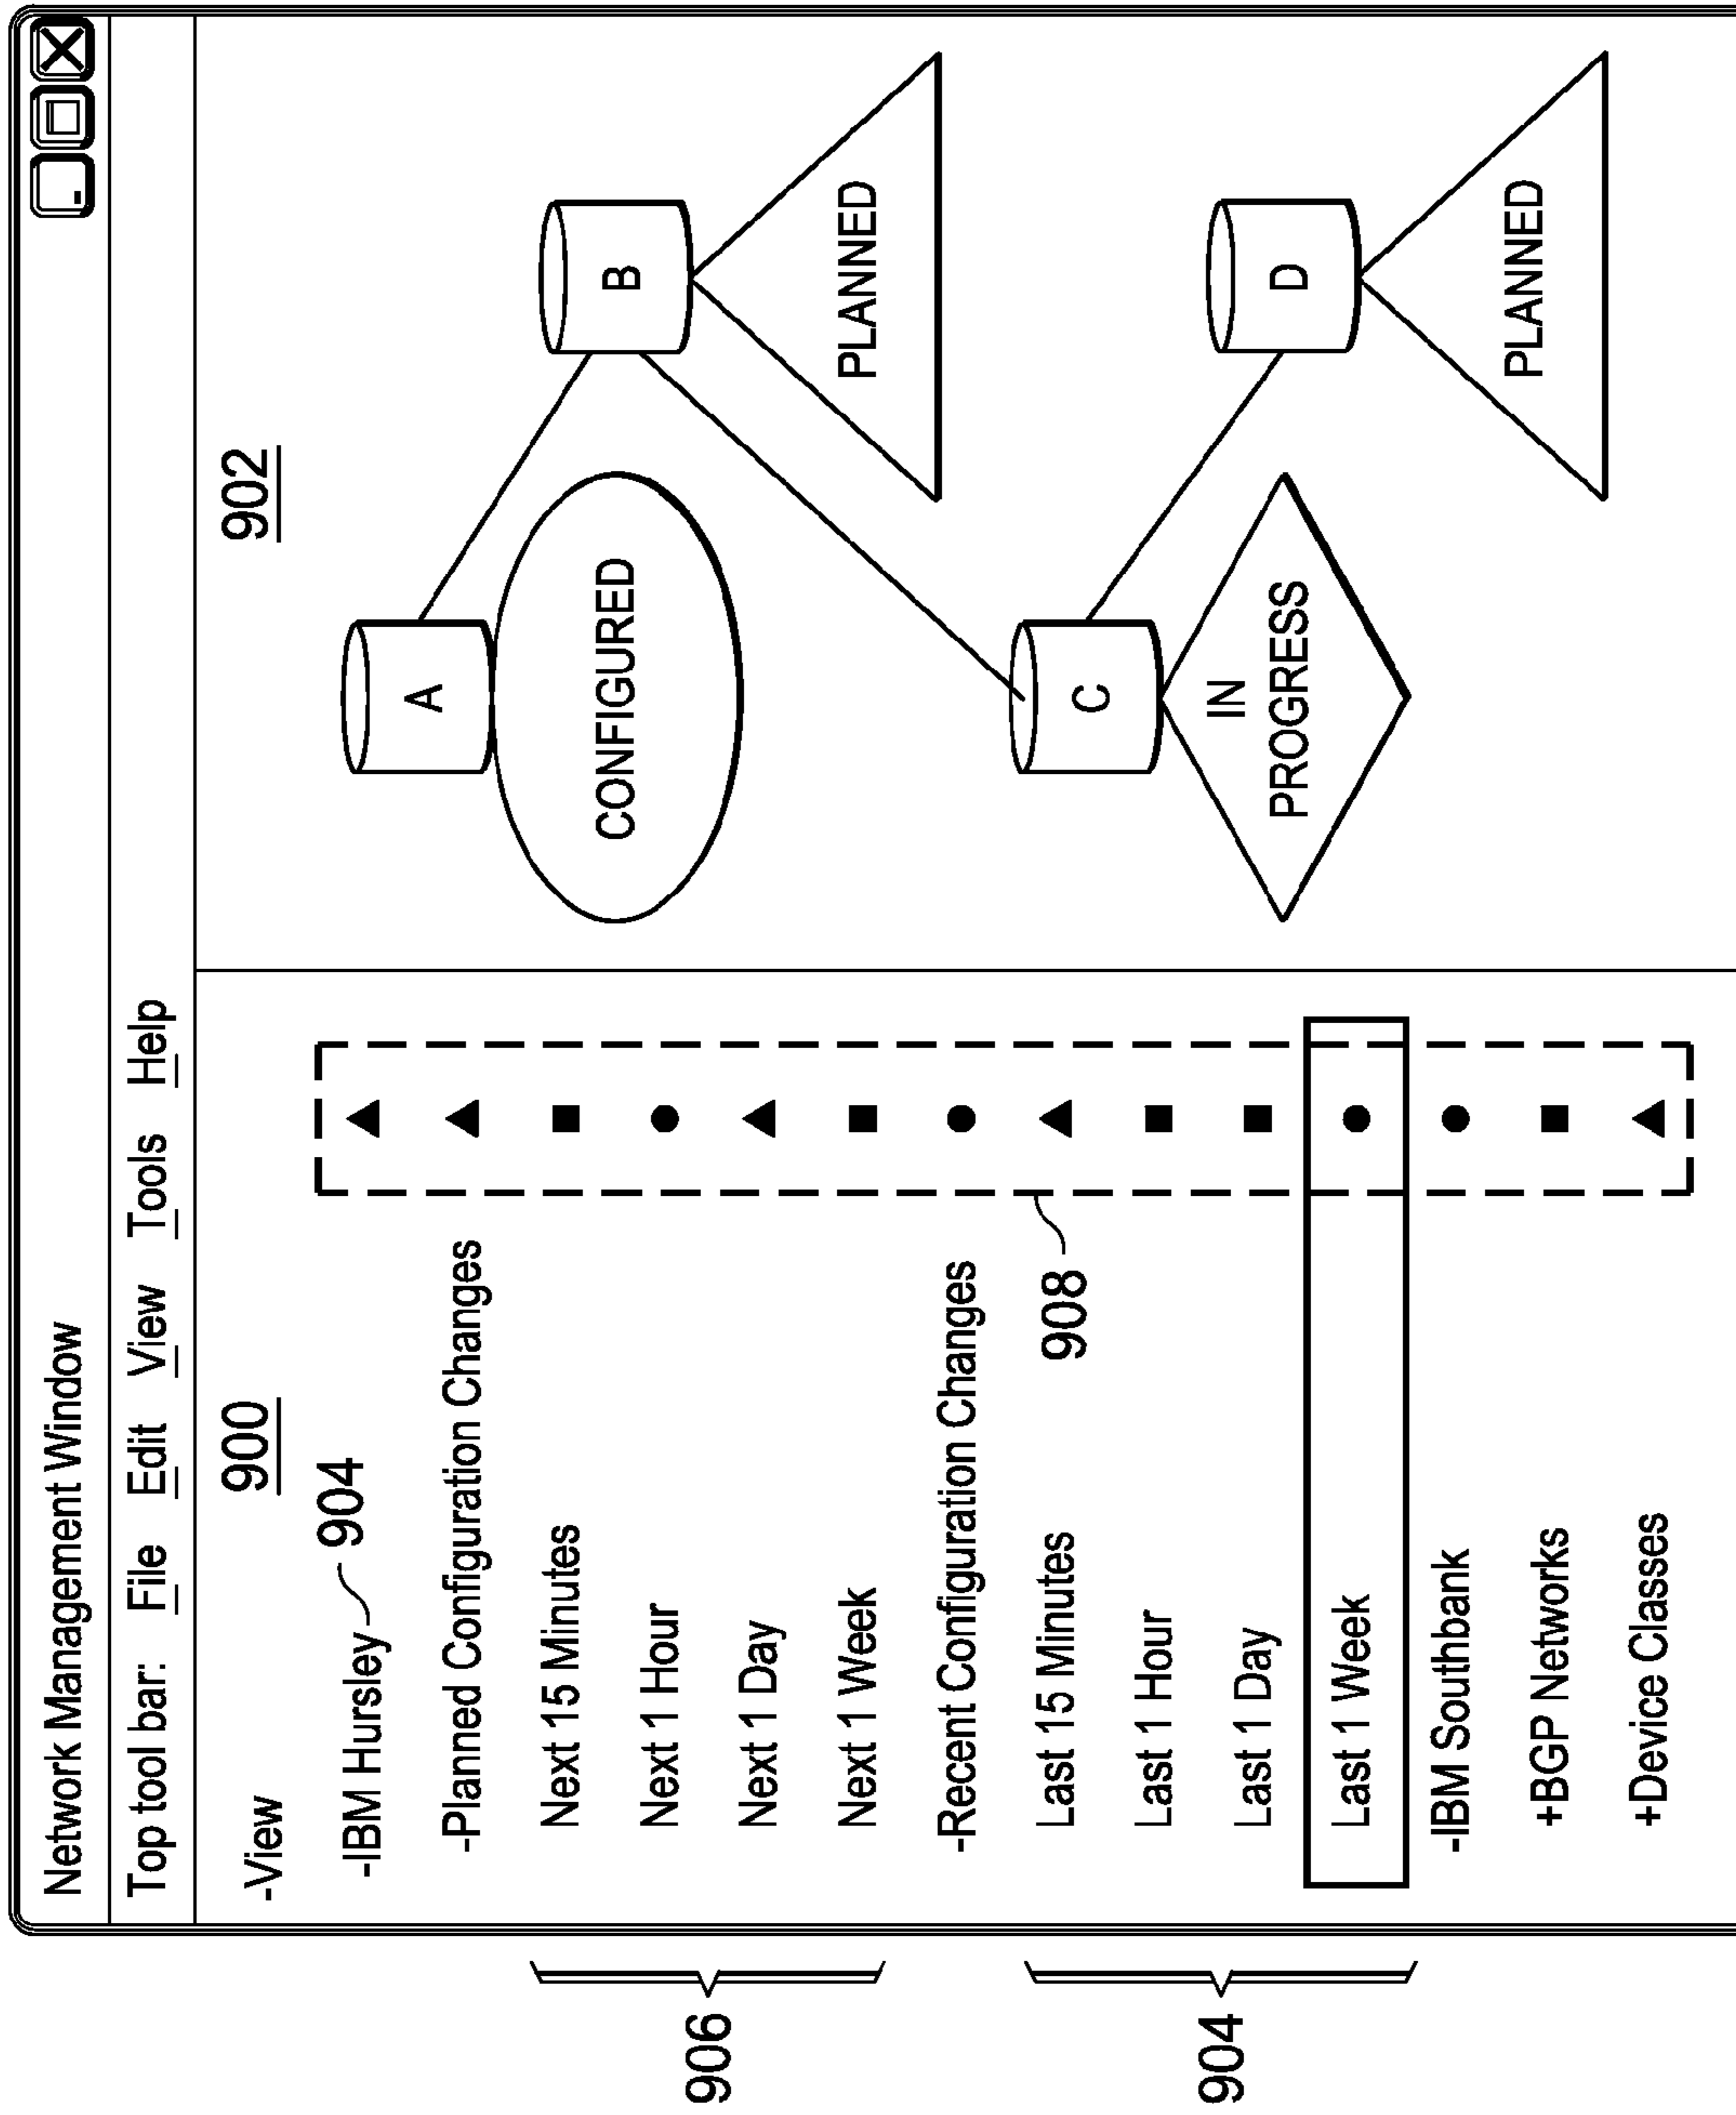 Network Management Window
Top tool bar: File Edit View Tools Help
900
-View
-IBM Hursley 904
-Planned Configuration Changes
Next 15 Minutes
Next 1 Hour
Next 1 Day
Next 1 Week
-Recent Configuration Changes
Last 15 Minutes
Last 1 Hour
Last 1 Day
Last 1 Week
-IBM Southbank
+BGP Networks
+Device Classes
906
904
908
902
A
CONFIGURED
B
PLANNED
C
IN
PROGRESS
D
PLANNED